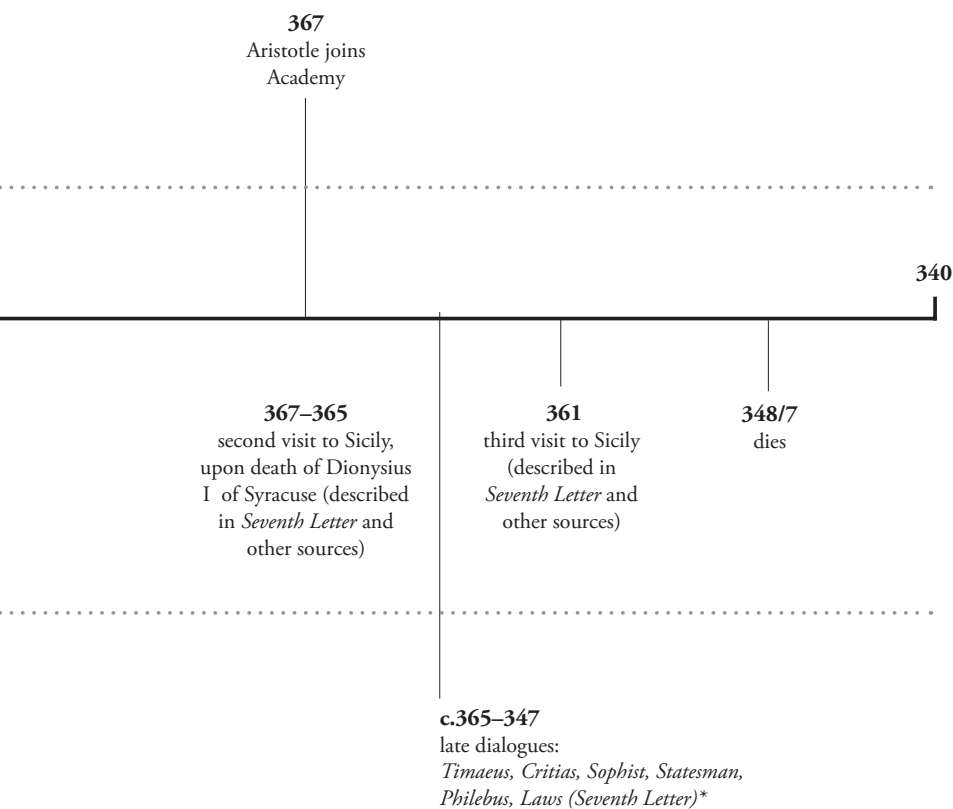 367
Aristotle joins
Academy
340
367–365
second visit to Sicily,
upon death of Dionysius
I of Syracuse (described
in Seventh Letter and
other sources)
361
third visit to Sicily
(described in
Seventh Letter and
other sources)
348/7
dies
c.365–347
late dialogues:
Timaeus, Critias, Sophist, Statesman,
Philebus, Laws (Seventh Letter)*